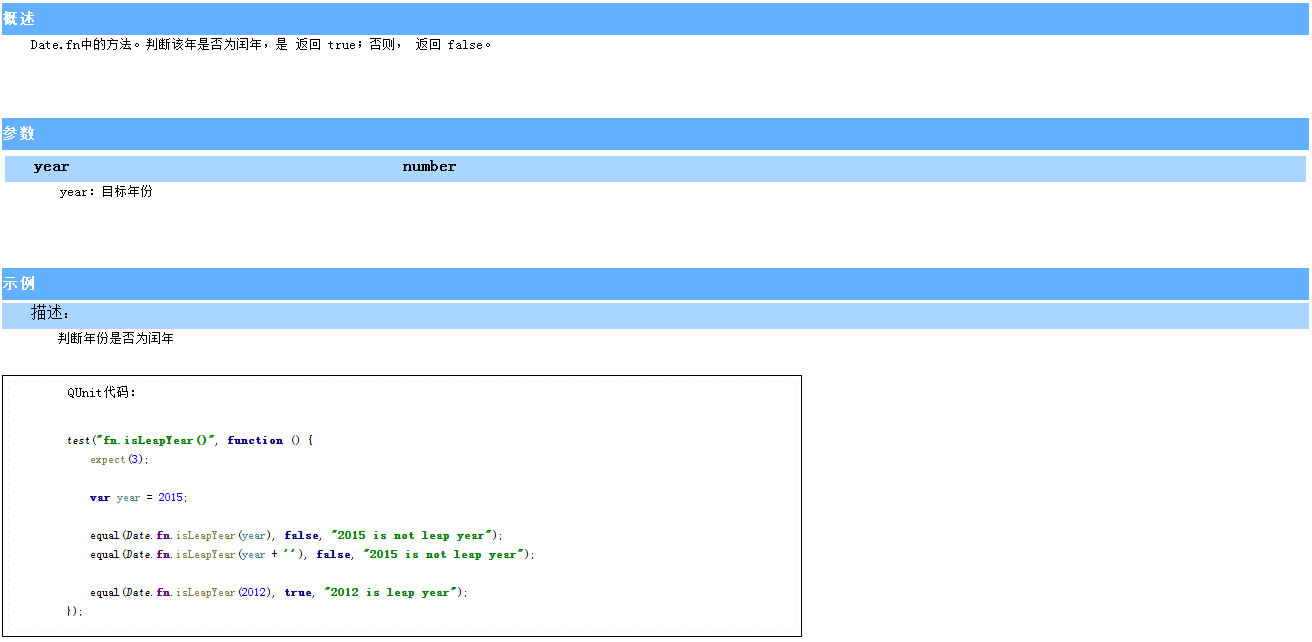 概述
Date.fn中的方法。判断该年是否为闰年，是 返回 true；否则， 返回 false。
参数
year number
year：目标年份
示例
描述：
判断年份是否为闰年
QUnit代码：
test("fn.isLeapYear()", function () {
expect(3);
var year = 2015;
equal(Date.fn.isLeapYear(year), false, "2015 is not leap year");
equal(Date.fn.isLeapYear(year + ''), false, "2015 is not leap year");
equal(Date.fn.isLeapYear(2012), true, "2012 is leap year");
});